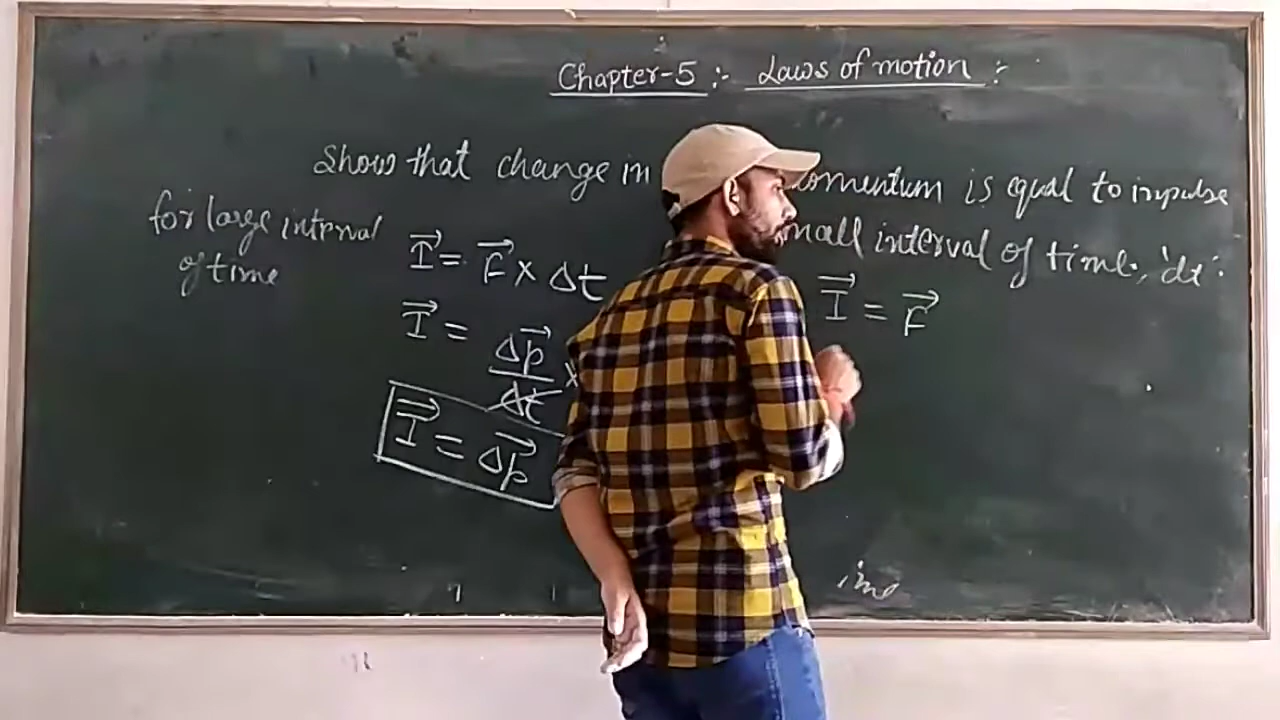 Chapter-5 :- Laws of motion :-
Show that change in momentum is equal to impulse
for large interval
of time
I⃗ = F⃗ × Δt
I⃗ = Δp⃗/Δt ×
I⃗ = Δp⃗
small interval of time, 'dt'.
I⃗ = F⃗